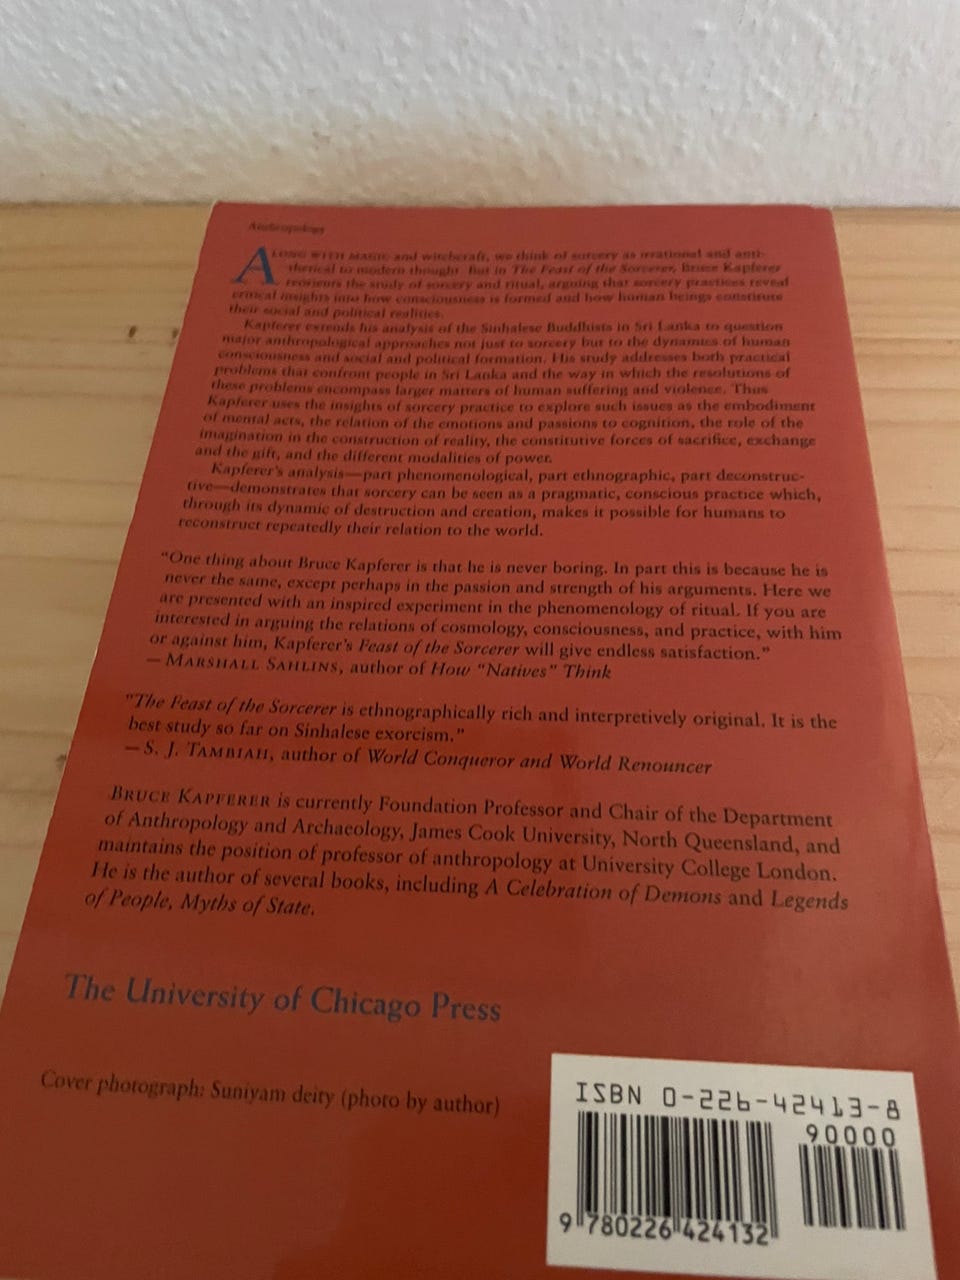 Anthropology
ALONG WITH MAGIC and witchcraft, we think of sorcery as irrational and anti-
thetical to modern thought. But in The Feast of the Sorcerer, Bruce Kapferer
reorients the study of sorcery and ritual, arguing that sorcery practices reveal
critical insights into how consciousness is formed and how human beings constitute
their social and political realities.
Kapferer extends his analysis of the Sinhalese Buddhists in Sri Lanka to question
major anthropological approaches not just to sorcery but to the dynamics of human
consciousness and social and political formation. His study addresses both practical
problems that confront people in Sri Lanka and the way in which the resolutions of
these problems encompass larger matters of human suffering and violence. Thus
Kapferer uses the insights of sorcery practice to explore such issues as the embodiment
of mental acts, the relation of the emotions and passions to cognition, the role of the
imagination in the construction of reality, the constitutive forces of sacrifice, exchange
and the gift, and the different modalities of power.
Kapferer's analysis—part phenomenological, part ethnographic, part deconstruc-
tive—demonstrates that sorcery can be seen as a pragmatic, conscious practice which,
through its dynamic of destruction and creation, makes it possible for humans to
reconstruct repeatedly their relation to the world.
“One thing about Bruce Kapferer is that he is never boring. In part this is because he is
never the same, except perhaps in the passion and strength of his arguments. Here we
are presented with an inspired experiment in the phenomenology of ritual. If you are
interested in arguing the relations of cosmology, consciousness, and practice, with him
or against him, Kapferer's Feast of the Sorcerer will give endless satisfaction.”
—MARSHALL SAHLINS, author of How “Natives” Think
“The Feast of the Sorcerer is ethnographically rich and interpretively original. It is the
best study so far on Sinhalese exorcism.”
—S. J. TAMBIAH, author of World Conqueror and World Renouncer
BRUCE KAPFERER is currently Foundation Professor and Chair of the Department
of Anthropology and Archaeology, James Cook University, North Queensland, and
maintains the position of professor of anthropology at University College London.
He is the author of several books, including A Celebration of Demons and Legends
of People, Myths of State.
The University of Chicago Press
Cover photograph: Suniyam deity (photo by author)
ISBN 0-226-42413-8
90000
9 780226 424132